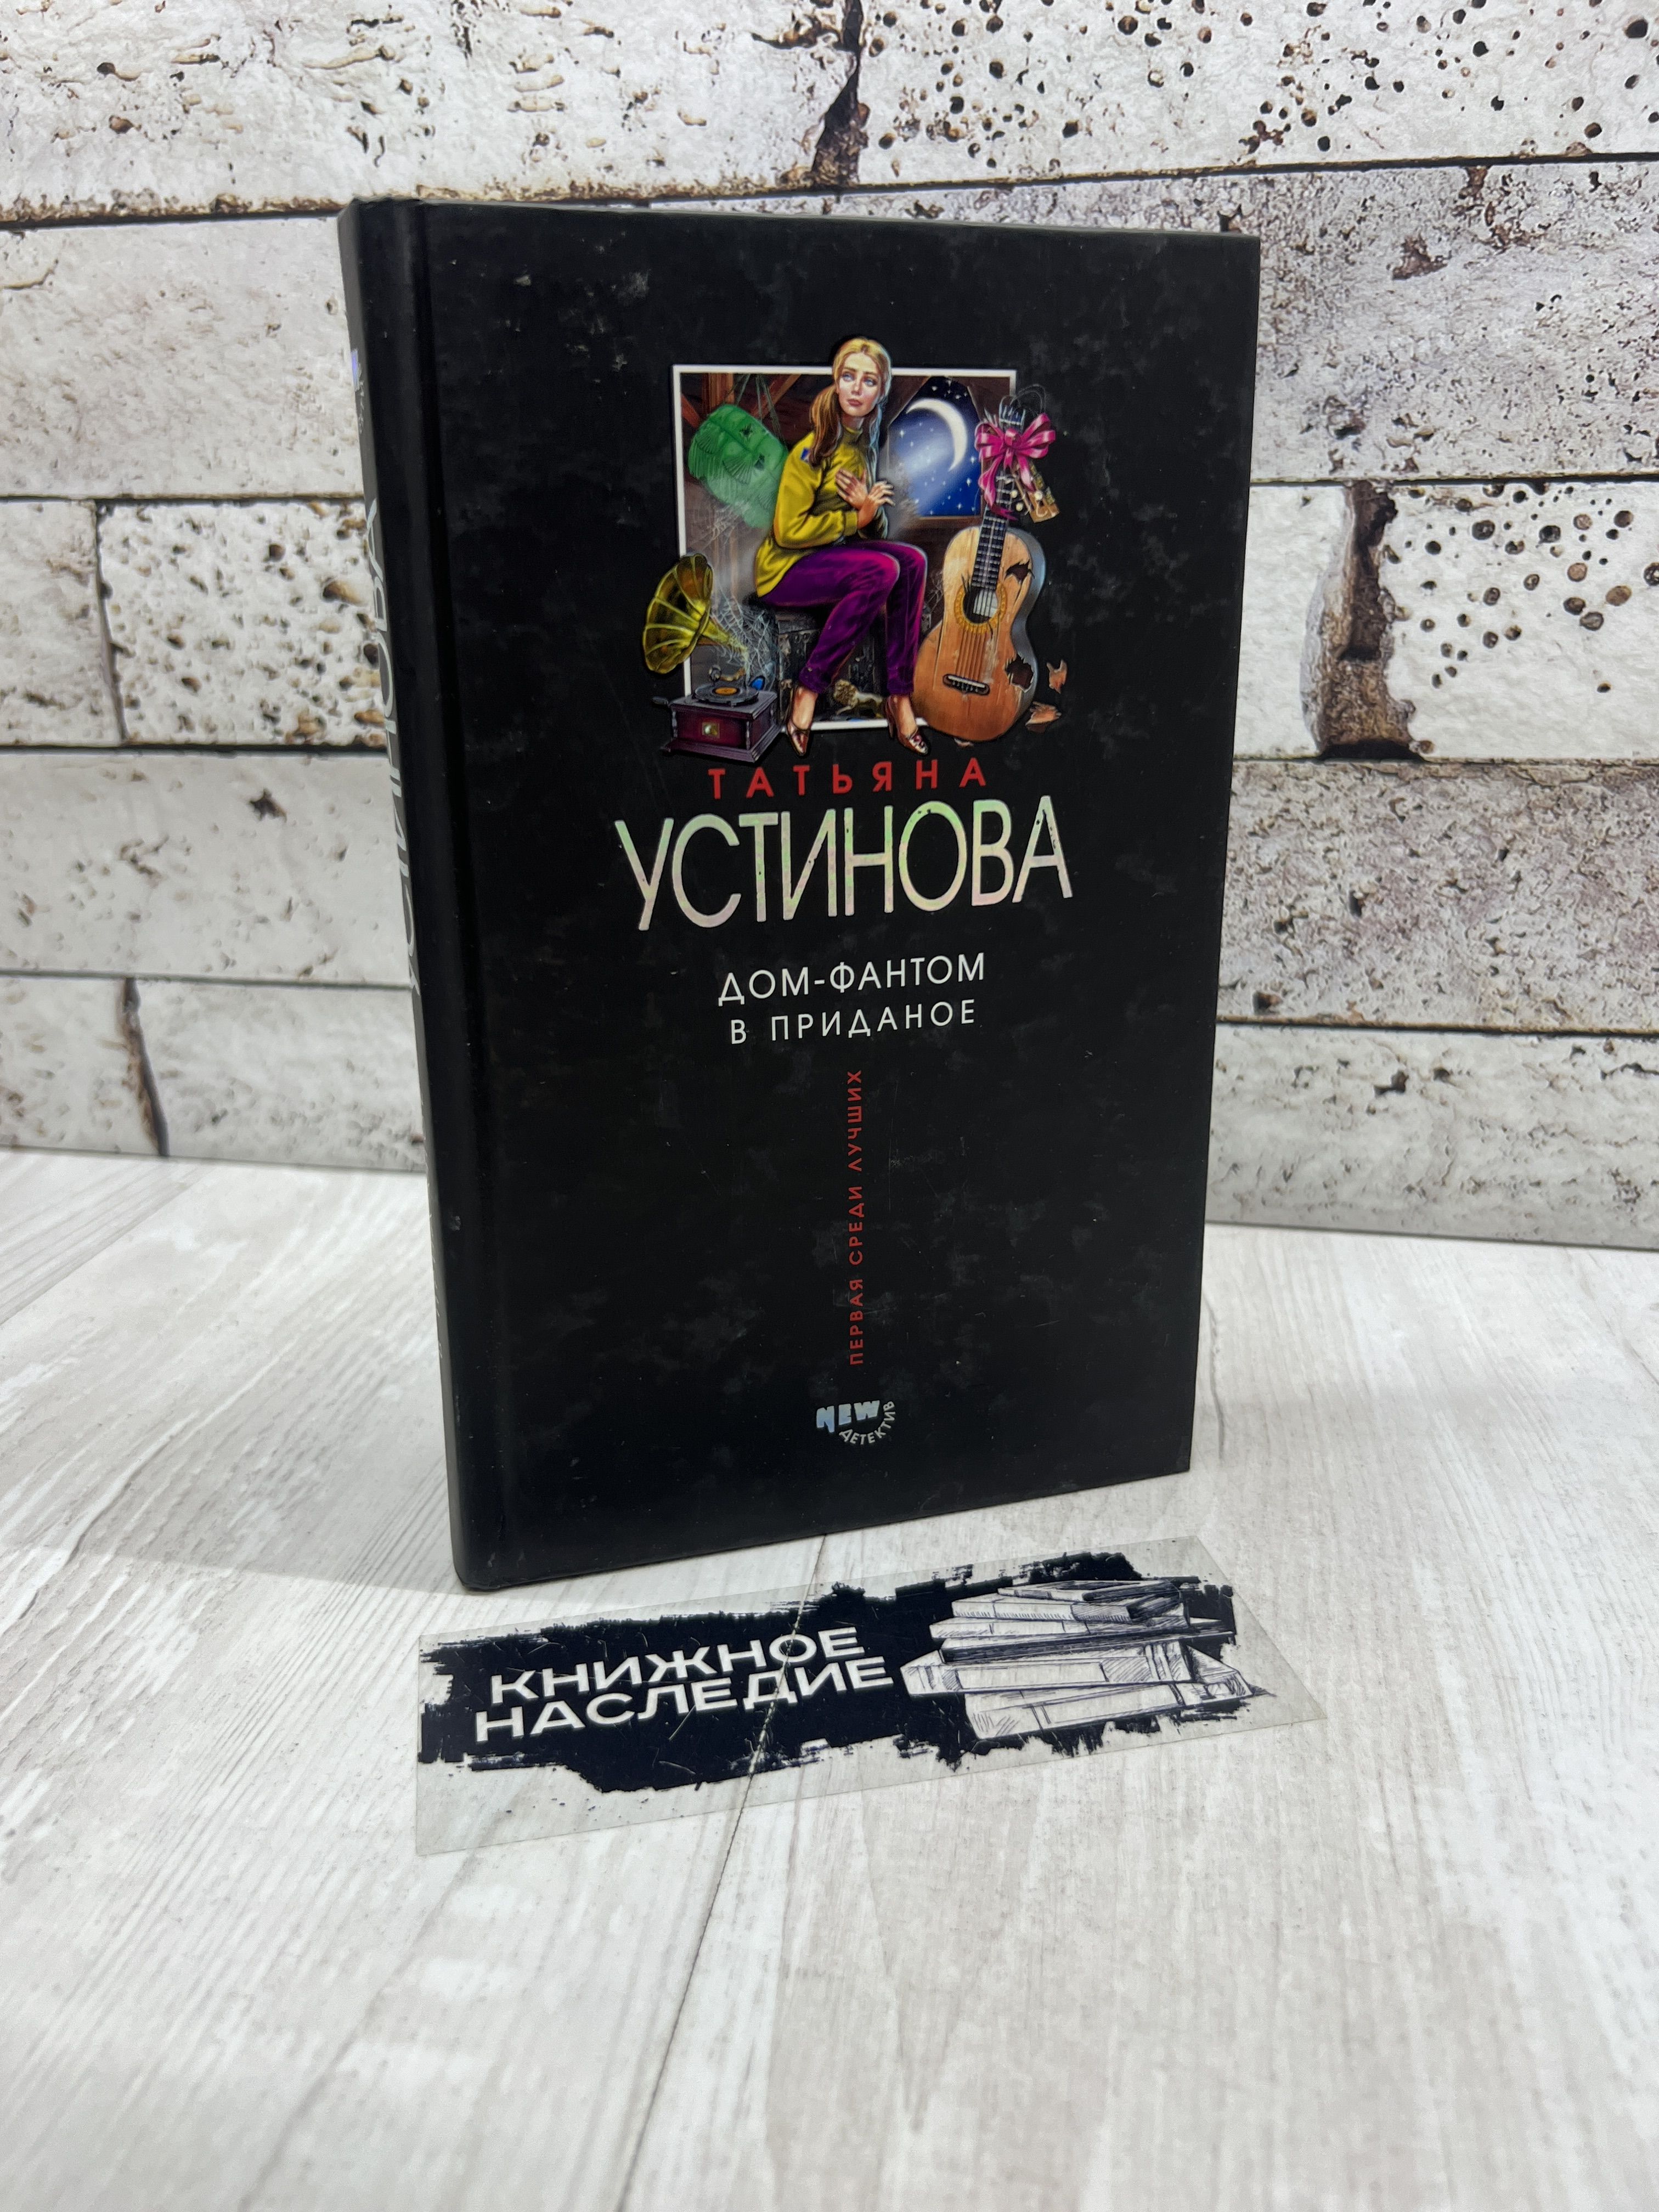 ТАТЬЯНА
УСТИНОВА
ДОМ-ФАНТОМ
В ПРИДАНОЕ
ПЕРВАЯ СРЕДИ ЛУЧШИХ
NEW
ДЕТЕКТИВ
КНИЖНОЕ
НАСЛЕДИЕ